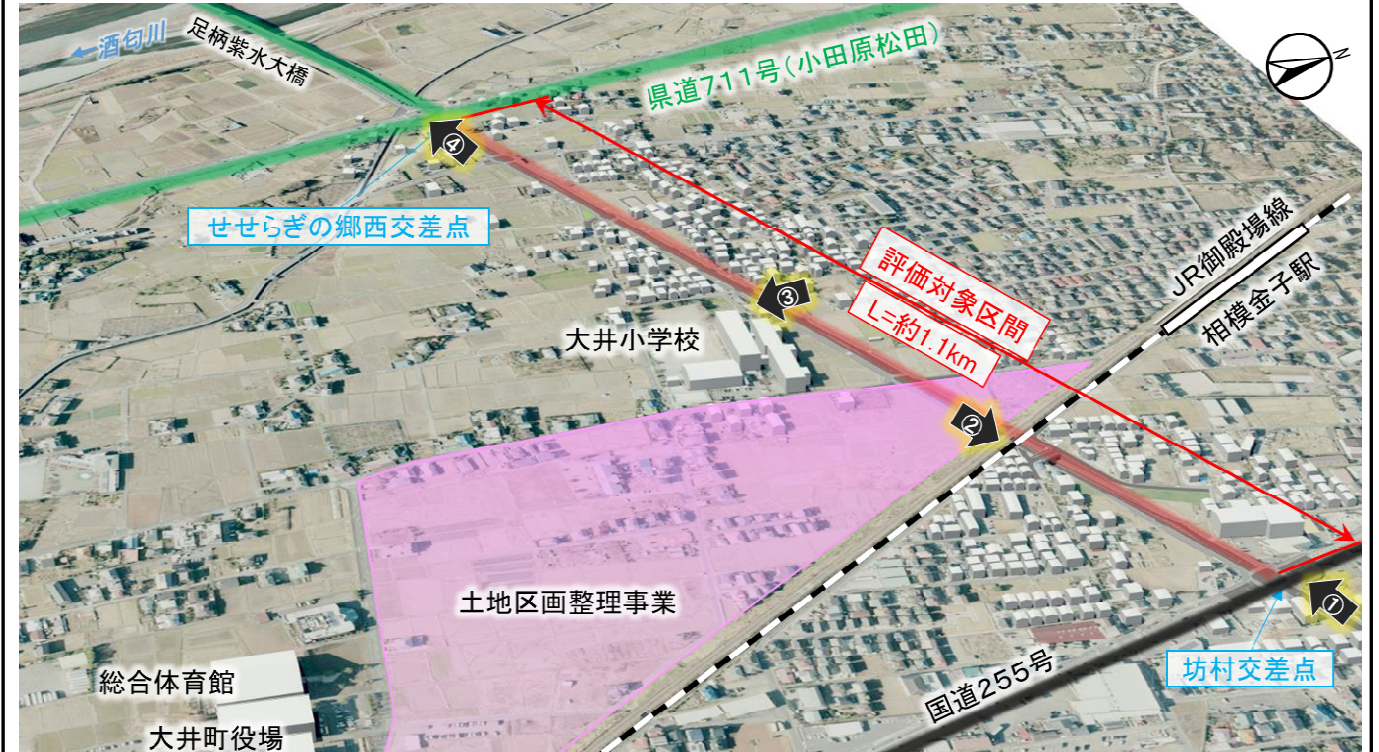 ←酒匂川
足柄紫水大橋
県道711号(小田原松田)
N
④
せせらぎの郷西交差点
③
評価対象区間
L=約1.1km
JR御殿場線
相模金子駅
大井小学校
②
土地区画整理事業
①
坊村交差点
国道255号
総合体育館
大井町役場